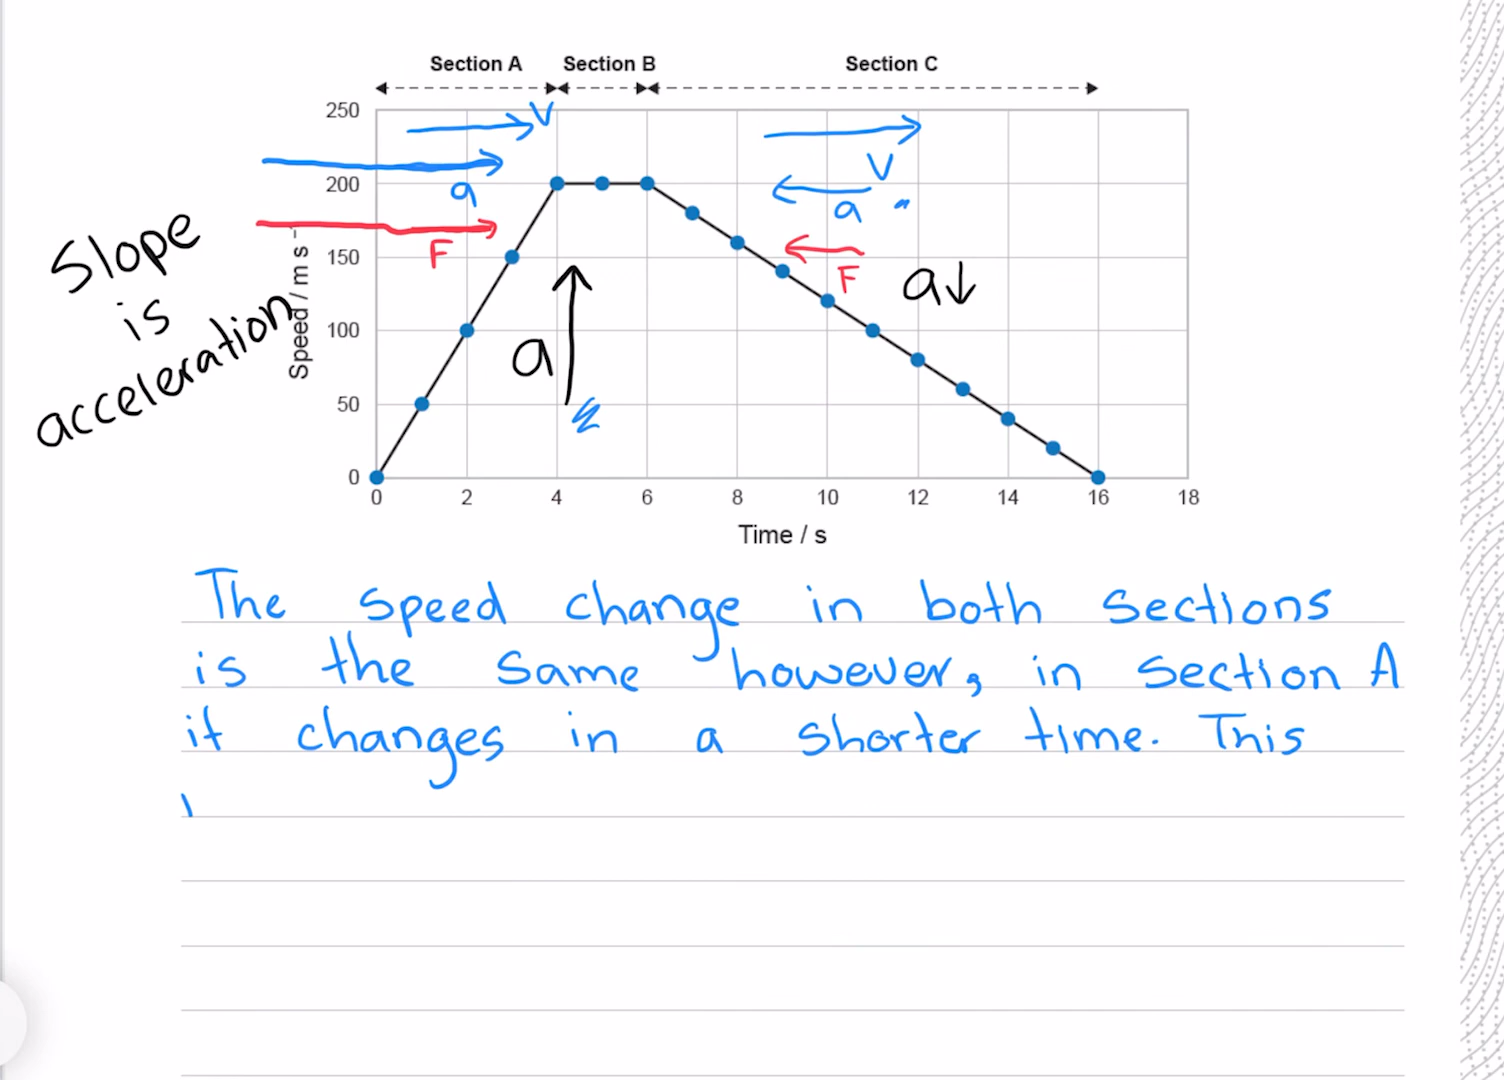 Section A Section B Section C
250
200
150
100
50
0
Speed / m s⁻
V
a
F
V
a
F
a↓
a
Slope
is
acceleration
0 2 4 6 8 10 12 14 16 18
Time / s
The speed change in both sections
is the same however, in section A
it changes in a shorter time. This